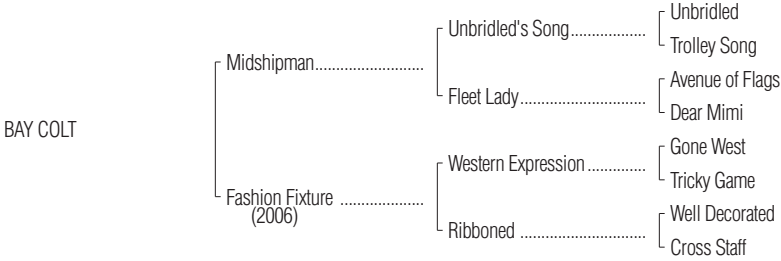 Unbridled
Unbridled's Song..................
Trolley Song
Midshipman..........................
Avenue of Flags
Fleet Lady..............................
Dear Mimi
BAY COLT
Gone West
Western Expression..............
Tricky Game
Fashion Fixture ....................
(2006)
Well Decorated
Ribboned ..............................
Cross Staff